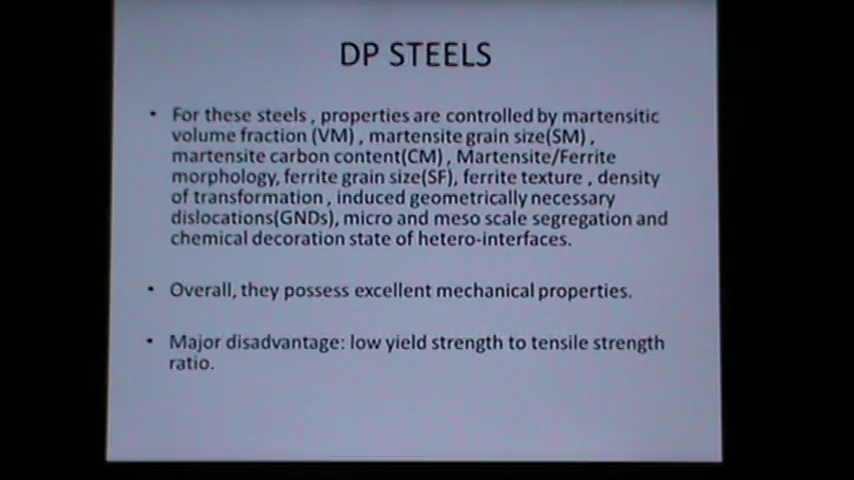 DP STEELS
• For these steels , properties are controlled by martensitic
volume fraction (VM) , martensite grain size(SM) ,
martensite carbon content(CM) , Martensite/Ferrite
morphology, ferrite grain size(SF), ferrite texture , density
of transformation , induced geometrically necessary
dislocations(GNDs), micro and meso scale segregation and
chemical decoration state of hetero-interfaces.
• Overall, they possess excellent mechanical properties.
• Major disadvantage: low yield strength to tensile strength
ratio.